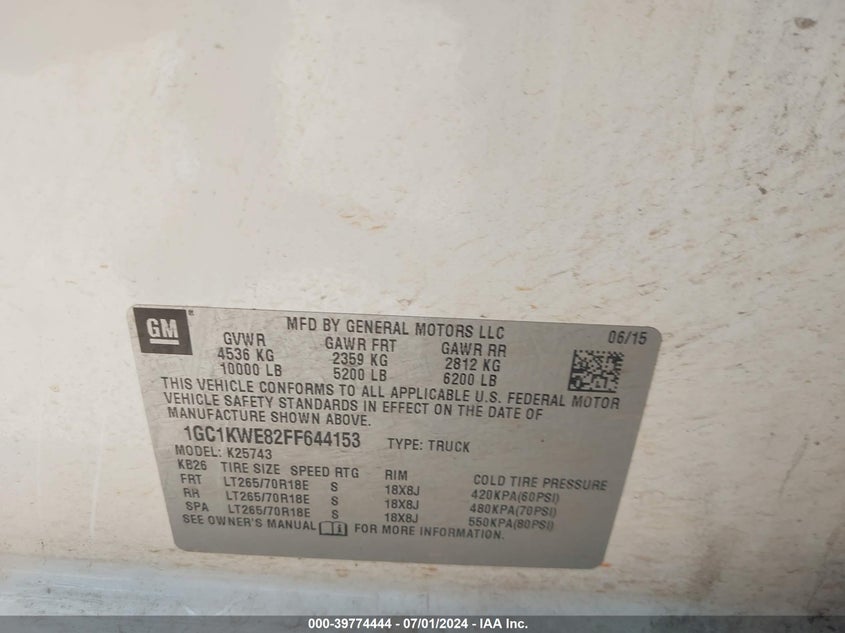 GM®
MFD BY GENERAL MOTORS LLC
06/15
GVWR GAWR FRT GAWR RR
4536 KG 2359 KG 2812 KG
10000 LB 5200 LB 6200 LB
THIS VEHICLE CONFORMS TO ALL APPLICABLE U.S. FEDERAL MOTOR
VEHICLE SAFETY STANDARDS IN EFFECT ON THE DATE OF
MANUFACTURE SHOWN ABOVE.
1GC1KWE82FF644153 TYPE: TRUCK
MODEL: K25743
KB26 TIRE SIZE SPEED RTG RIM COLD TIRE PRESSURE
FRT LT265/70R18E S 18X8J 420KPA(60PSI)
RH LT265/70R18E S 18X8J 480KPA(70PSI)
SPA LT265/70R18E S 18X8J 550KPA(80PSI)
SEE OWNER'S MANUAL FOR MORE INFORMATION.
000-39774444 / 07/01/2024 - IAA Inc.